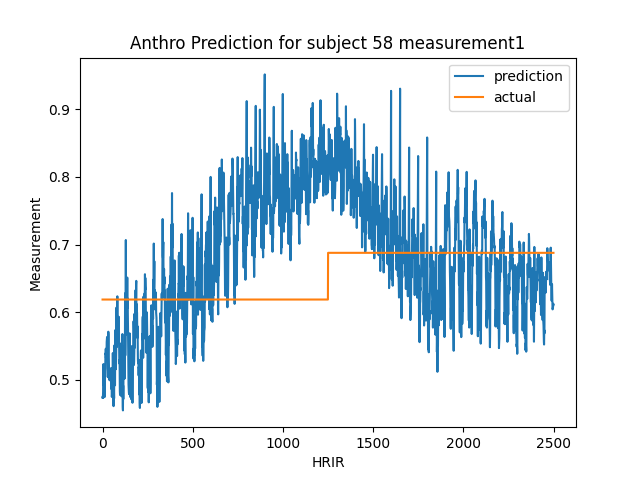 Anthro Prediction for subject 58 measurement1
prediction
actual
0.9
0.8
0.7
0.6
0.5
Measurement
0
500
1000
1500
2000
2500
HRIR